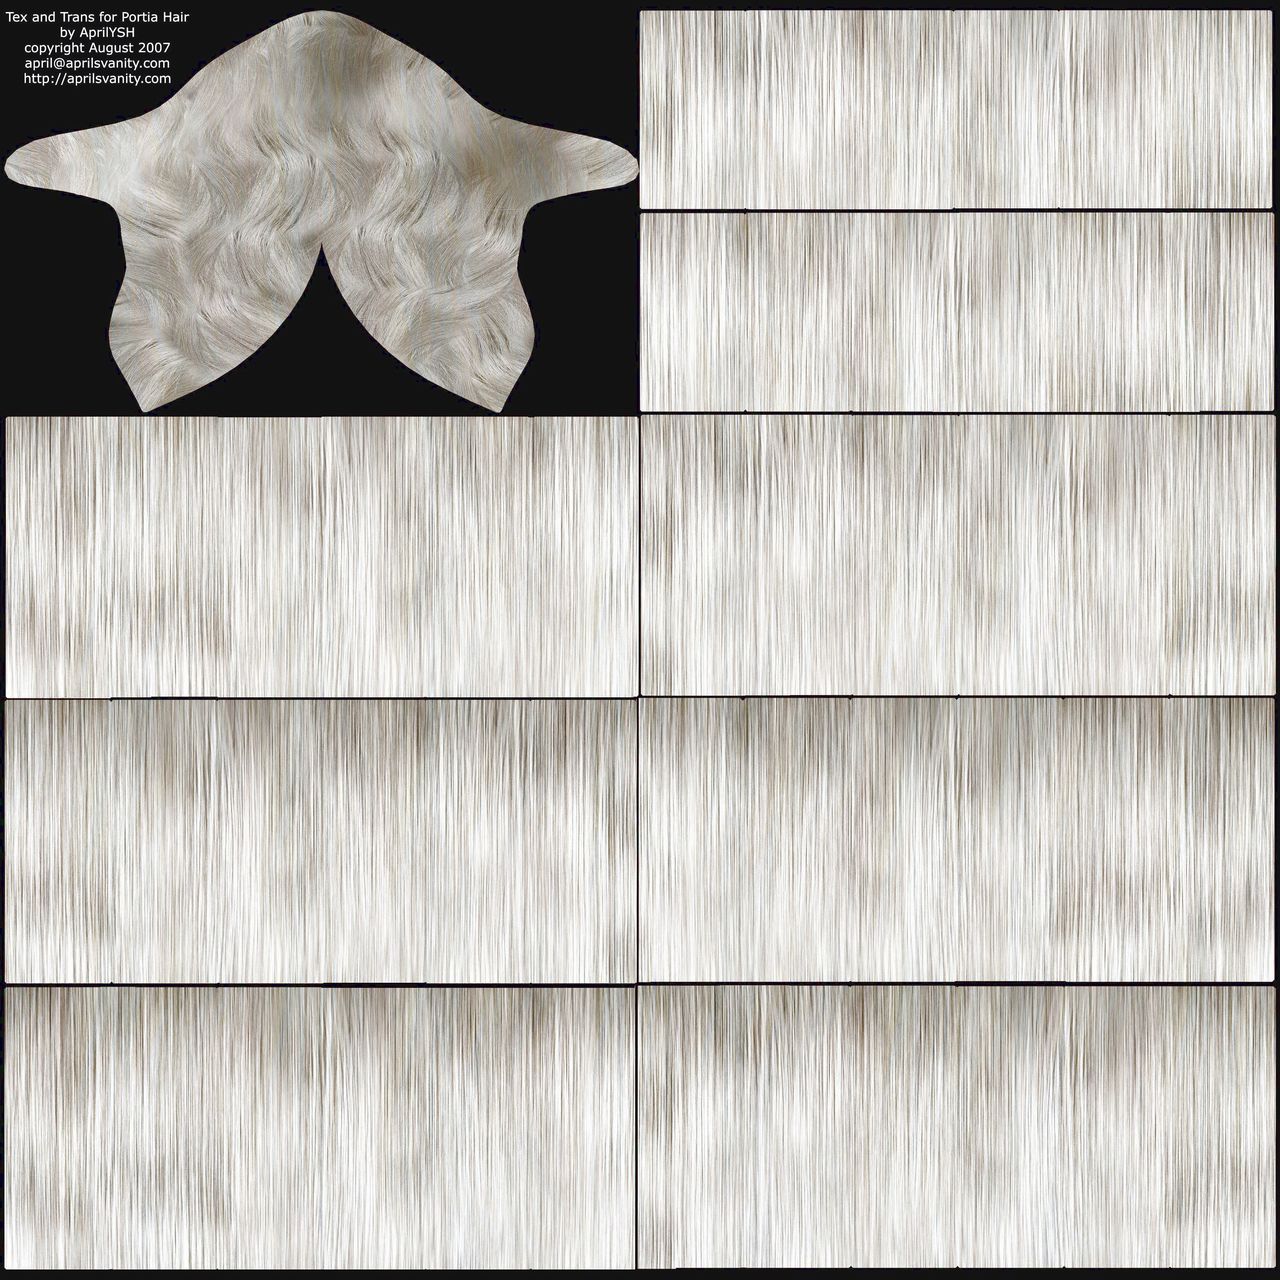 Tex and Trans for Portia Hair
by AprilYSH
copyright August 2007
april@aprilsvanity.com
http://aprilsvanity.com